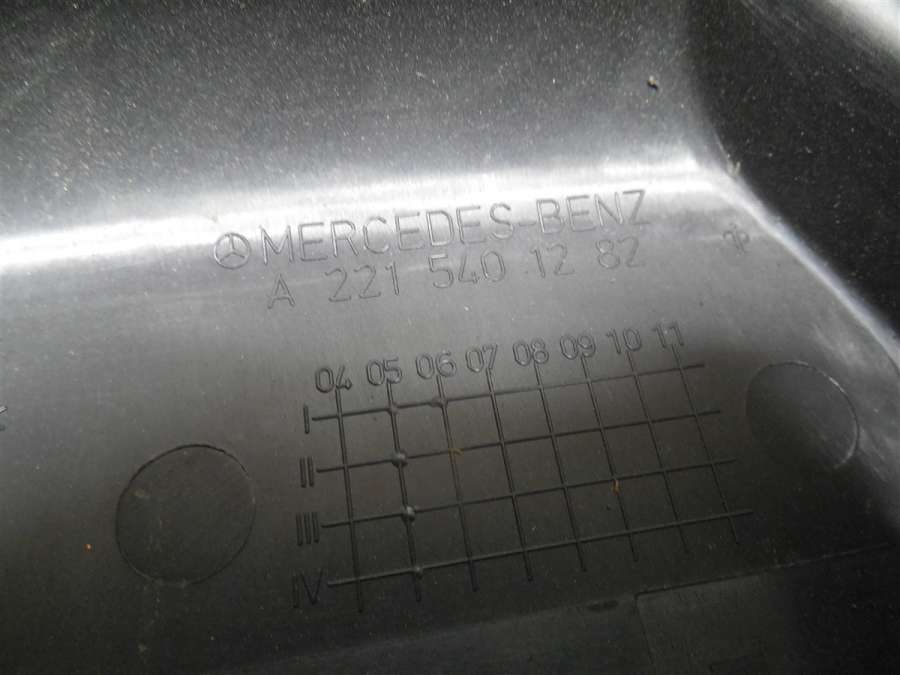 MERCEDES-BENZ
A 221 540 12 82
04 05 06 07 08 09 10 11
I
II
III
IV